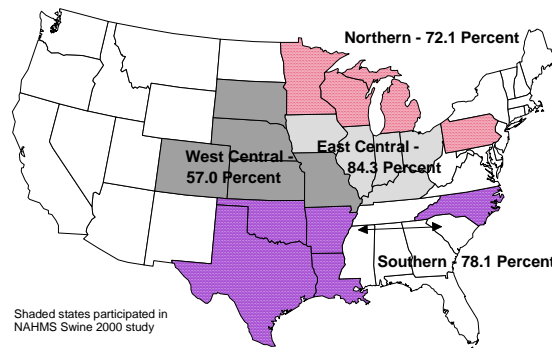 Northern - 72.1 Percent
West Central -
57.0 Percent
East Central -
84.3 Percent
Southern - 78.1 Percent
Shaded states participated in
NAHMS Swine 2000 study